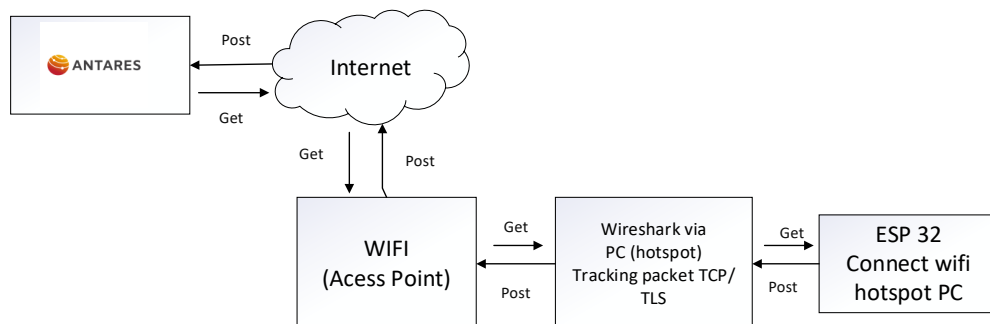 ANTARES
Post
Get
Internet
Get
Post
WIFI
(Acess Point)
Get
Post
Wireshark via
PC (hotspot)
Tracking packet TCP/
TLS
Get
Post
ESP 32
Connect wifi
hotspot PC